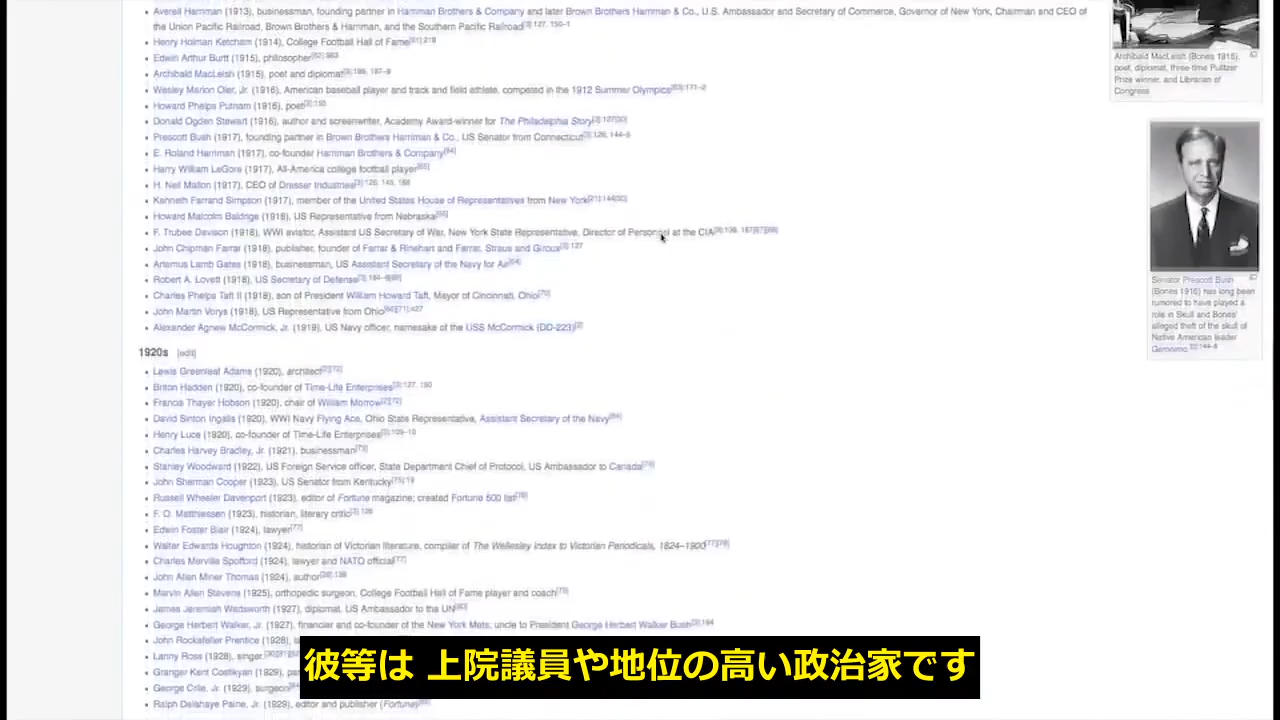 Averell Harriman (1913), businessman, founding partner in Harriman Brothers & Company and later Brown Brothers Harriman & Co., U.S. Ambassador and Secretary of Commerce, Governor of New York, Chairman and CEO of
the Union Pacific Railroad, Brown Brothers & Harriman, and the Southern Pacific Railroad[3]:127, 150–1
Henry Holman Ketcham (1914), College Football Hall of Fame[61]:218
Edwin Arthur Burtt (1915), philosopher
Archibald MacLeish (1915), poet and diplomat
Wesley Marion Oler, Jr. (1916), American baseball player and track and field athlete, competed in the 1912 Summer Olympics[63]:171–2
Howard Phelps Putnam (1916), poet
Donald Ogden Stewart (1916), author and screenwriter, Academy Award-winner for The Philadelphia Story
Prescott Bush (1917), founding partner in Brown Brothers Harriman & Co., US Senator from Connecticut
E. Roland Harriman (1917), co-founder Harriman Brothers & Company[64]
Harry William LeGore (1917), All-America college football player[65]
H. Neil Mallon (1917), CEO of Dresser Industries
Kenneth Farrand Simpson (1917), member of the United States House of Representatives from New York
Howard Malcolm Baldrige (1918), US Representative from Nebraska
F. Trubee Davison (1918), WWI aviator, Assistant US Secretary of War, New York State Representative, Director of Personnel at the CIA
John Chipman Farrar (1918), publisher, founder of Farrar & Rinehart and Farrar, Straus and Giroux[3]:127
Artemus Lamb Gates (1918), businessman, US Assistant Secretary of the Navy for Air
Robert A. Lovett (1918), US Secretary of Defense
Charles Phelps Taft II (1918), son of President William Howard Taft, Mayor of Cincinnati, Ohio[70]
John Martin Vorys (1918), US Representative from Ohio
Alexander Agnew McCormick, Jr. (1919), US Navy officer, namesake of the USS McCormick (DD-223)[2]
1920s [edit]
Lewis Greenleaf Adams (1920), architect[2][72]
Briton Hadden (1920), co-founder of Time-Life Enterprises
Francis Thayer Hobson (1920), chair of William Morrow[2][72]
David Sinton Ingalls (1920), WWI Navy Flying Ace, Ohio State Representative, Assistant Secretary of the Navy
Henry Luce (1920), co-founder of Time-Life Enterprises
Charles Harvey Bradley, Jr. (1921), businessman[73]
Stanley Woodward (1922), US Foreign Service officer, State Department Chief of Protocol, US Ambassador to Canada
John Sherman Cooper (1923), US Senator from Kentucky
Russell Wheeler Davenport (1923), editor of Fortune magazine; created Fortune 500 list
F. O. Matthiessen (1923), historian, literary critic
Edwin Foster Blair (1924), lawyer[77]
Walter Edwards Houghton (1924), historian of Victorian literature, compiler of The Wellesley Index to Victorian Periodicals, 1824–1900
Charles Merville Spofford (1924), lawyer and NATO official[77]
John Allen Miner Thomas (1924), author
Marvin Allen Stevens (1925), orthopedic surgeon, College Football Hall of Fame player and coach
James Jeremiah Wadsworth (1927), diplomat, US Ambassador to the UN
George Herbert Walker, Jr. (1927), financier and co-founder of the New York Mets; uncle to President George Herbert Walker Bush
John Rockefeller Prentice (1928),
Lanny Ross (1928), singer
Granger Kent Costikyan (1929),
George Crile, Jr. (1929), surgeon
Ralph Delahaye Paine, Jr. (1929), editor and publisher (Fortune)
Archibald MacLeish (Bones 1915),
poet, diplomat, three-time Pulitzer
Prize winner, and Librarian of
Congress
Senator Prescott Bush
(Bones 1916) has long been
rumored to have played a
role in Skull and Bones'
alleged theft of the skull of
Native American leader
Geronimo.
彼等は 上院議員や地位の高い政治家です